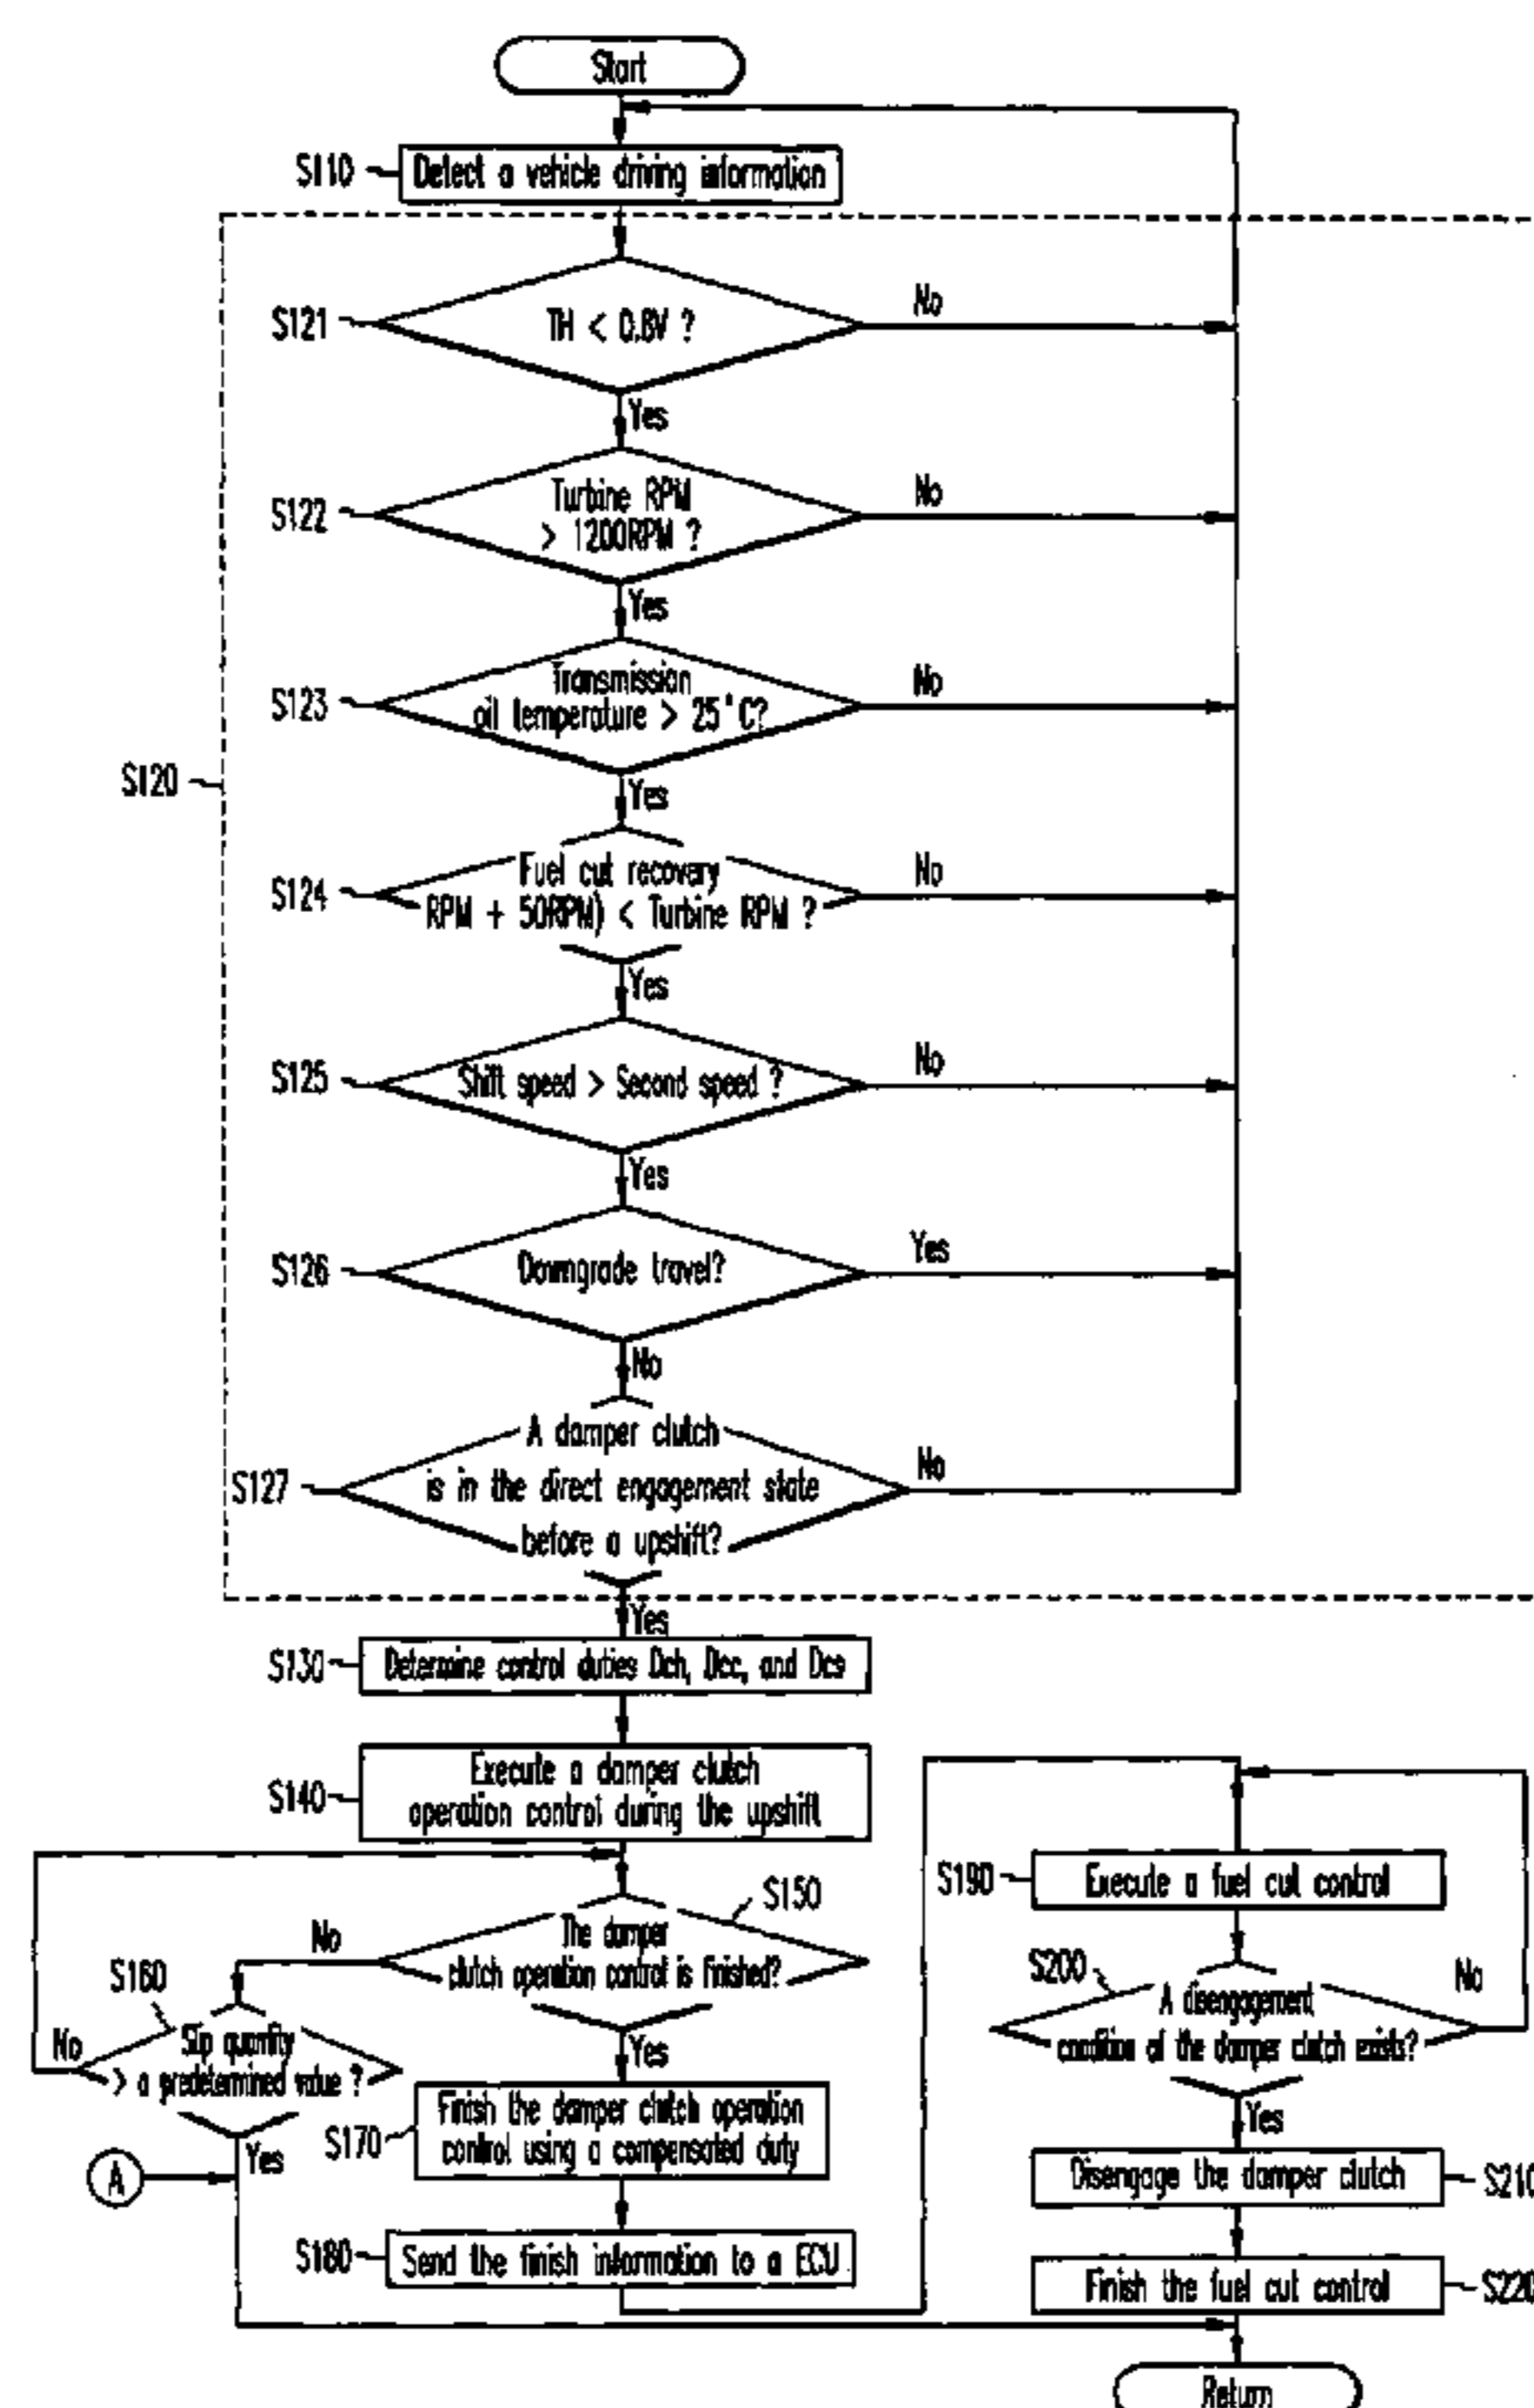 Start
S110
Detect a vehicle driving information
S121
TH < 0.8V ?
No
Yes
S122
Turbine RPM
> 1200RPM ?
No
Yes
S123
Transmission
oil temperature > 25°C?
No
Yes
S120
S124
Fuel cut recovery
RPM + 50RPM) < Turbine RPM ?
No
Yes
S125
Shift speed > Second speed ?
No
Yes
S126
Downgrade travel?
Yes
No
S127
A damper clutch
is in the direct engagement state
before a upshift?
No
Yes
S130
Determine control duties Dch, Dcc, and Dcs
S140
Execute a damper clutch
operation control during the upshift
S150
The damper
clutch operation control is finished?
No
Yes
S160
Slip quantity
> a predetermined value ?
No
Yes
A
S170
Finish the damper clutch operation
control using a compensated duty
S180
Send the finish information to a ECU
S190
Execute a fuel cut control
S200
A disengagement
condition of the damper clutch exists?
No
Yes
Disengage the damper clutch
S210
Finish the fuel cut control
S220
Return